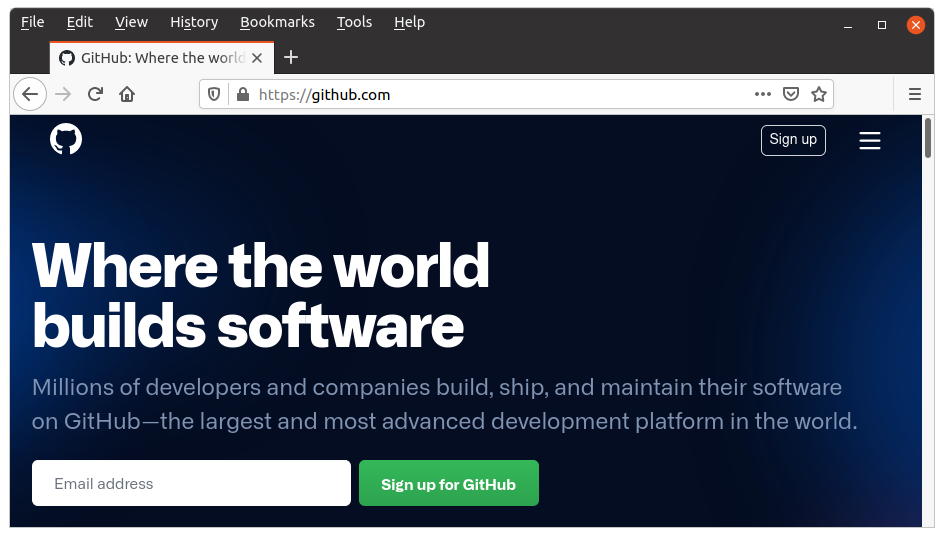 File Edit View History Bookmarks Tools Help
GitHub: Where the world
https://github.com
Sign up
Where the world
builds software
Millions of developers and companies build, ship, and maintain their software
on GitHub—the largest and most advanced development platform in the world.
Email address
Sign up for GitHub